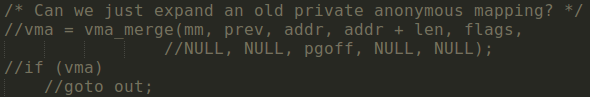 /* Can we just expand an old private anonymous mapping? */
//vma = vma_merge(mm, prev, addr, addr + len, flags,
                //NULL, NULL, pgoff, NULL, NULL);
//if (vma)
    //goto out;